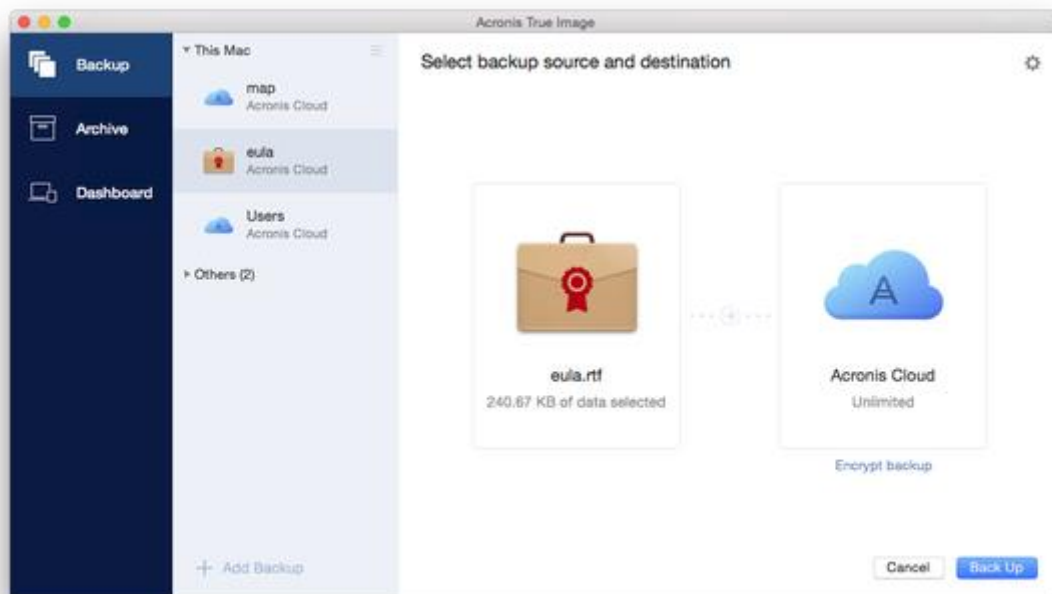 Acronis True Image
Backup
Archive
Dashboard
This Mac
map
Acronis Cloud
eula
Acronis Cloud
Users
Acronis Cloud
Others (2)
Add Backup
Select backup source and destination
eula.rtf
240.67 KB of data selected
Acronis Cloud
Unlimited
Encrypt backup
Cancel
Back Up